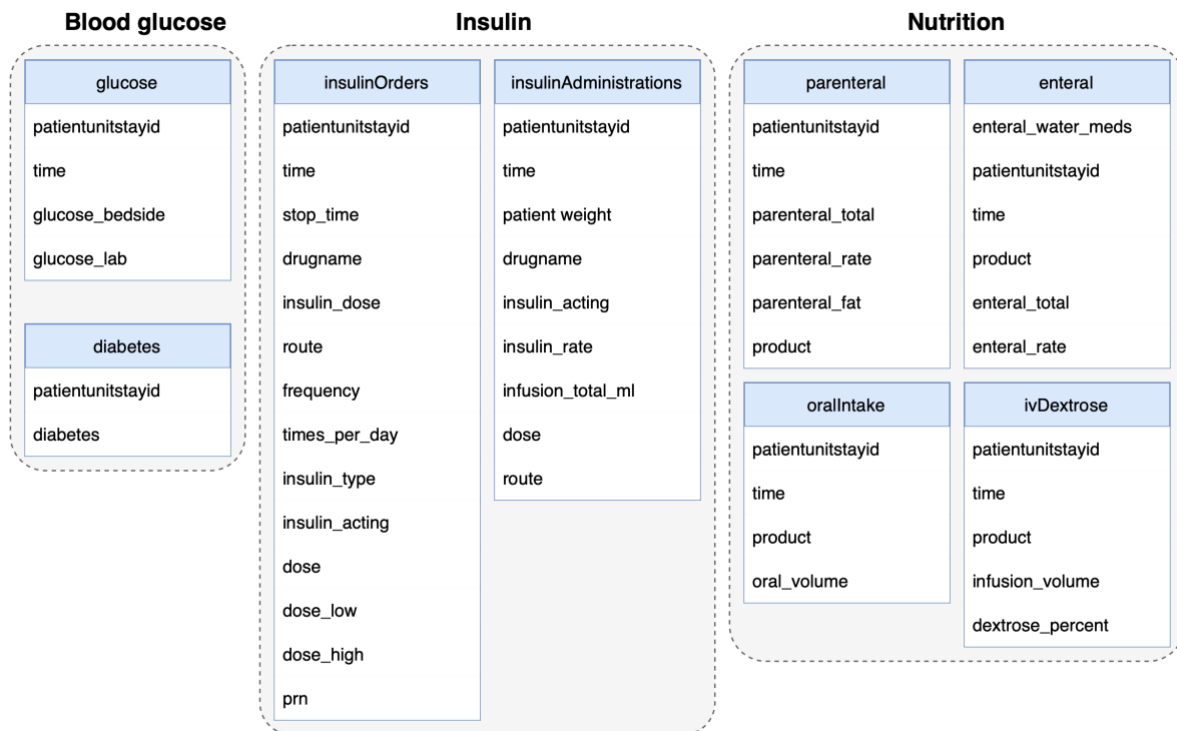 Blood glucose
glucose
patientunitstayid
time
glucose_bedside
glucose_lab
diabetes
patientunitstayid
diabetes
Insulin
insulinOrders
patientunitstayid
time
stop_time
drugname
insulin_dose
route
frequency
times_per_day
insulin_type
insulin_acting
dose
dose_low
dose_high
prn
insulinAdministrations
patientunitstayid
time
patient weight
drugname
insulin_acting
insulin_rate
infusion_total_ml
dose
route
Nutrition
parenteral
patientunitstayid
time
parenteral_total
parenteral_rate
parenteral_fat
product
enteral
enteral_water_meds
patientunitstayid
time
product
enteral_total
enteral_rate
oralIntake
patientunitstayid
time
product
oral_volume
ivDextrose
patientunitstayid
time
product
infusion_volume
dextrose_percent